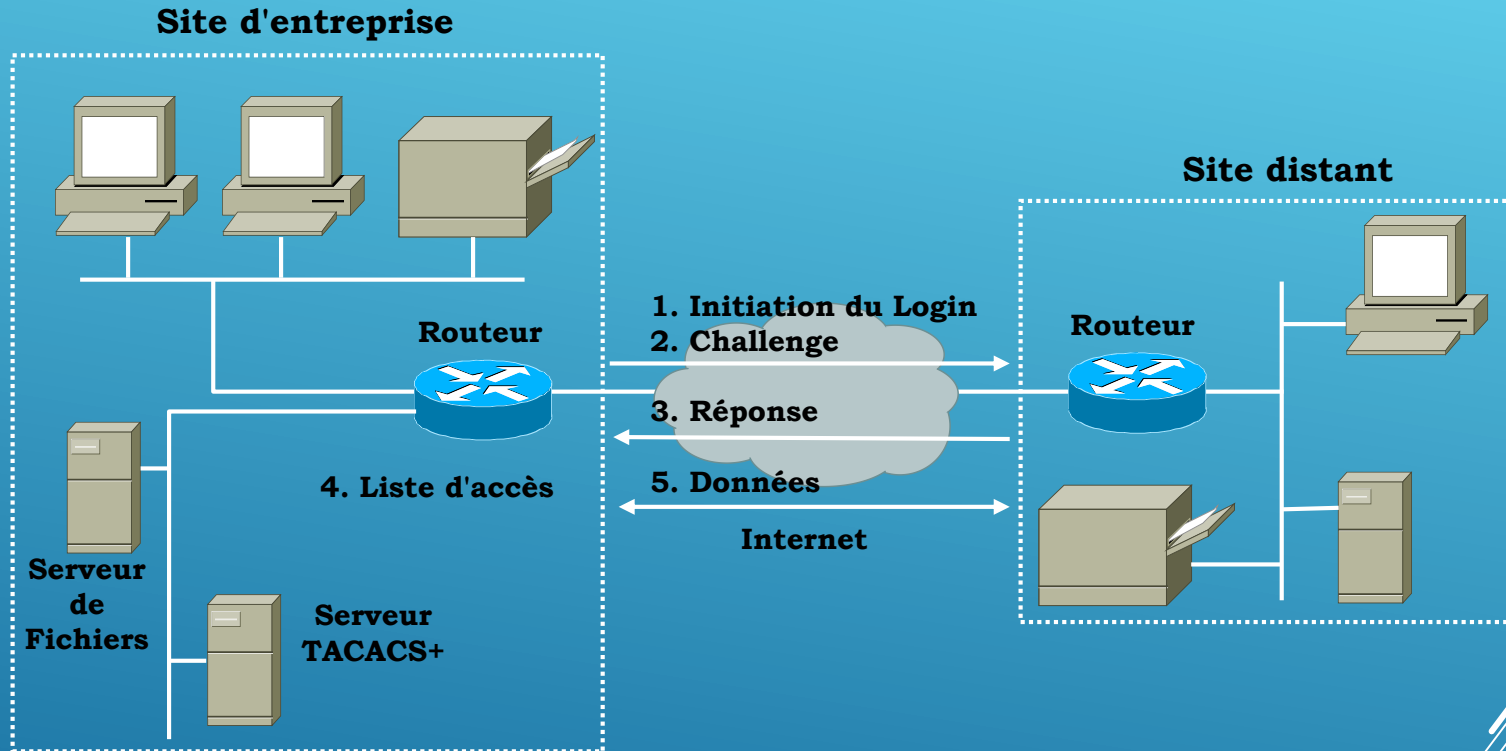 Site d'entreprise
Site distant
1. Initiation du Login
2. Challenge
Routeur
Routeur
3. Réponse
4. Liste d'accès
5. Données
Internet
Serveur
de
Fichiers
Serveur
TACACS+